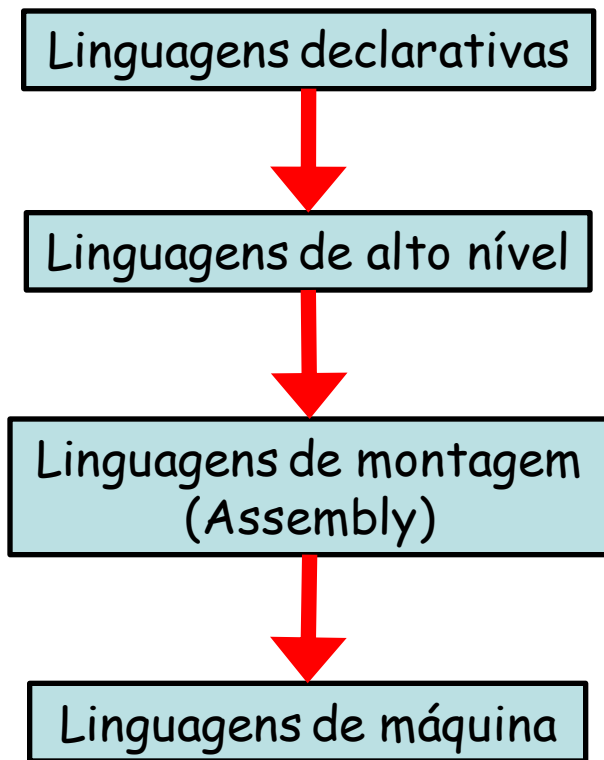 Linguagens declarativas
Linguagens de alto nível
Linguagens de montagem
(Assembly)
Linguagens de máquina